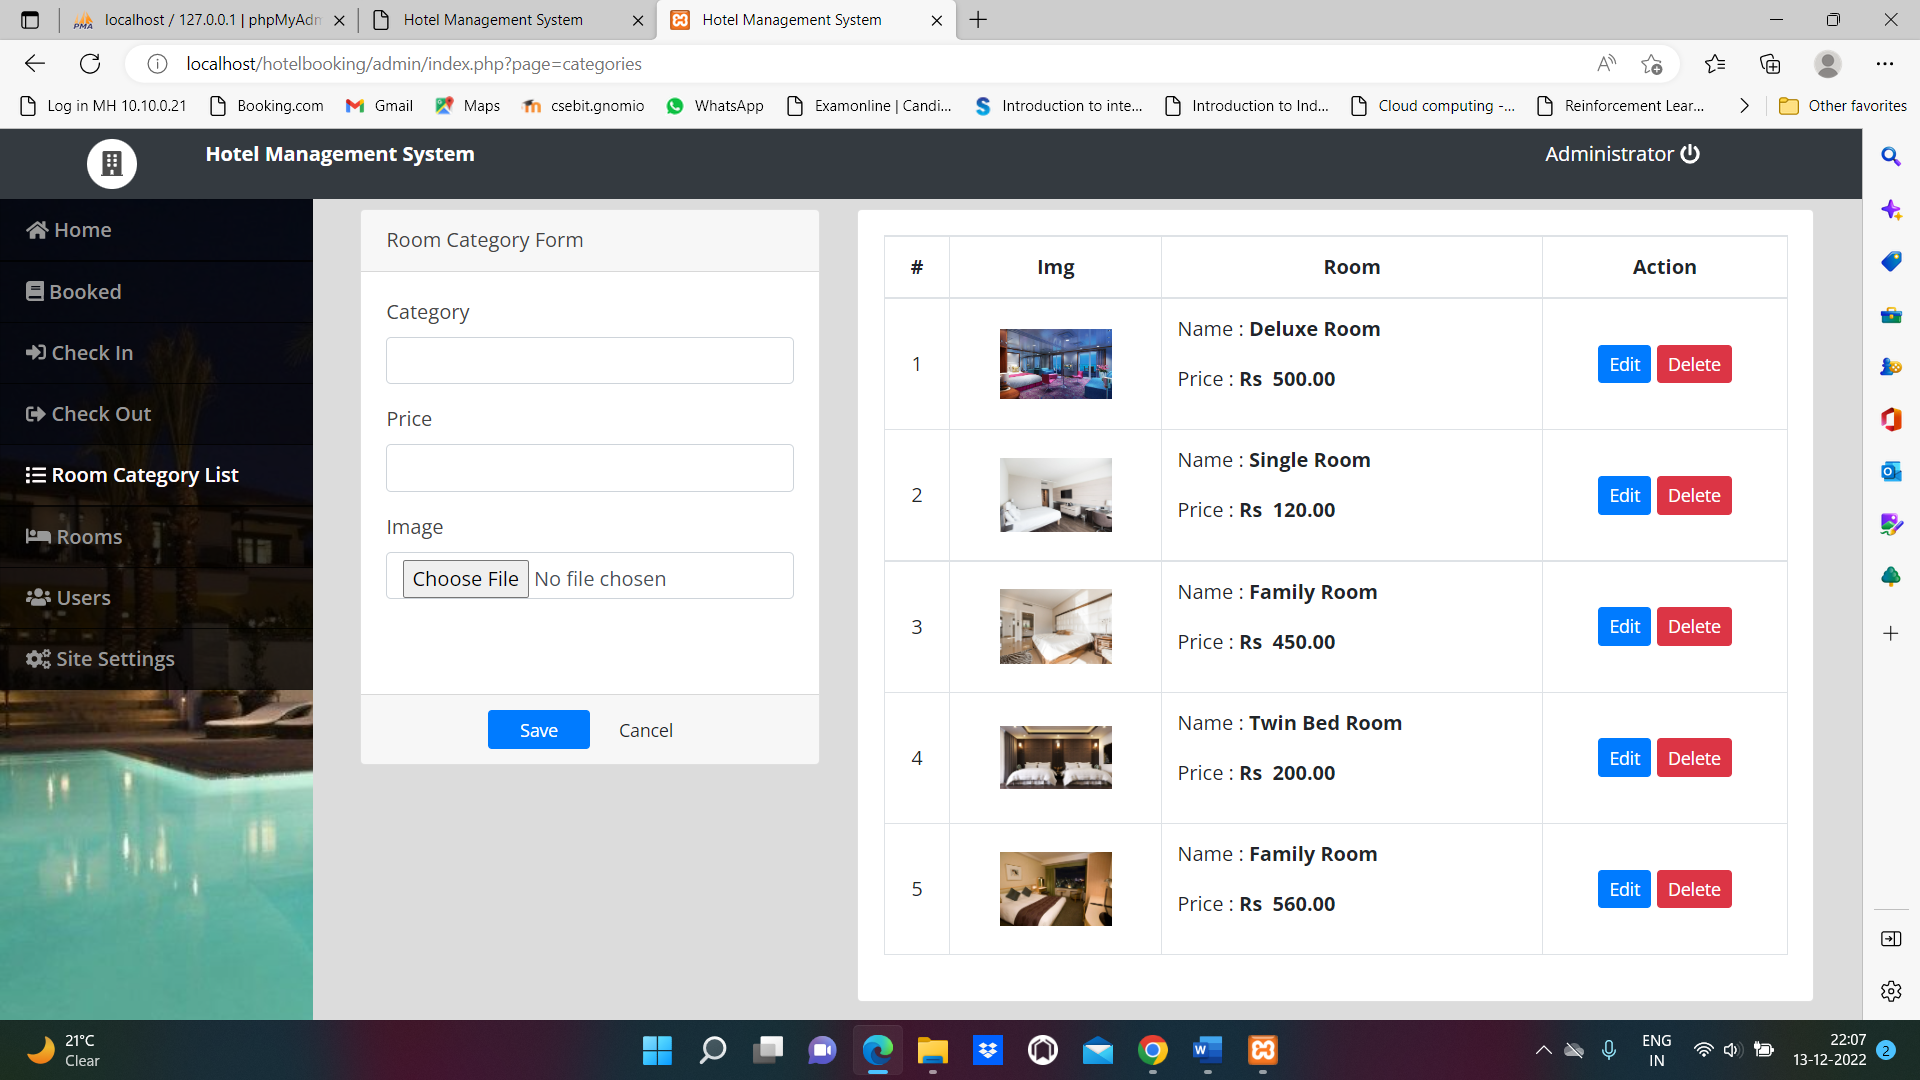 localhost / 127.0.0.1 | phpMyAdm
Hotel Management System
Hotel Management System
localhost/hotelbooking/admin/index.php?page=categories
Log in MH 10.10.0.21
Booking.com
Gmail
Maps
csebit.gnomio
WhatsApp
Examonline | Candi...
Introduction to inte...
Introduction to Ind...
Cloud computing -...
Reinforcement Lear...
Other favorites
Hotel Management System
Administrator
Home
Booked
Check In
Check Out
Room Category List
Rooms
Users
Site Settings
Room Category Form
Category
Price
Image
Choose File No file chosen
Save Cancel
# Img Room Action
1
Name : Deluxe Room
Price : Rs 500.00
Edit Delete
2
Name : Single Room
Price : Rs 120.00
Edit Delete
3
Name : Family Room
Price : Rs 450.00
Edit Delete
4
Name : Twin Bed Room
Price : Rs 200.00
Edit Delete
5
Name : Family Room
Price : Rs 560.00
Edit Delete
21°C
Clear
ENG
IN
22:07
13-12-2022
2